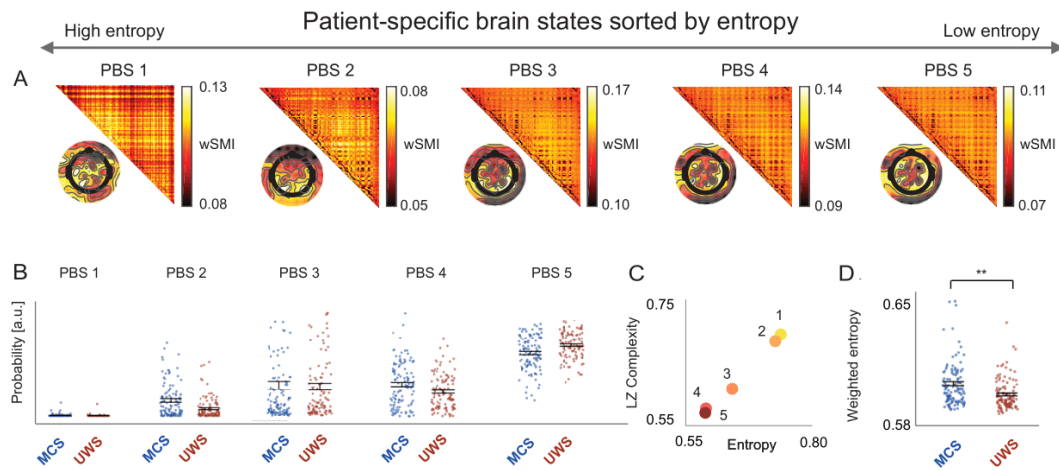 Patient-specific brain states sorted by entropy
High entropy
Low entropy
A
PBS 1
PBS 2
PBS 3
PBS 4
PBS 5
0.13
wSMI
0.08
0.08
wSMI
0.05
0.17
wSMI
0.10
0.14
wSMI
0.09
0.11
wSMI
0.07
B
PBS 1
PBS 2
PBS 3
PBS 4
PBS 5
Probability [a.u.]
MCS
UWS
MCS
UWS
MCS
UWS
MCS
UWS
MCS
UWS
C
LZ Complexity
0.75
0.55
1
2
3
4
5
0.55
Entropy
0.80
D
**
Weighted entropy
0.65
0.58
MCS
UWS